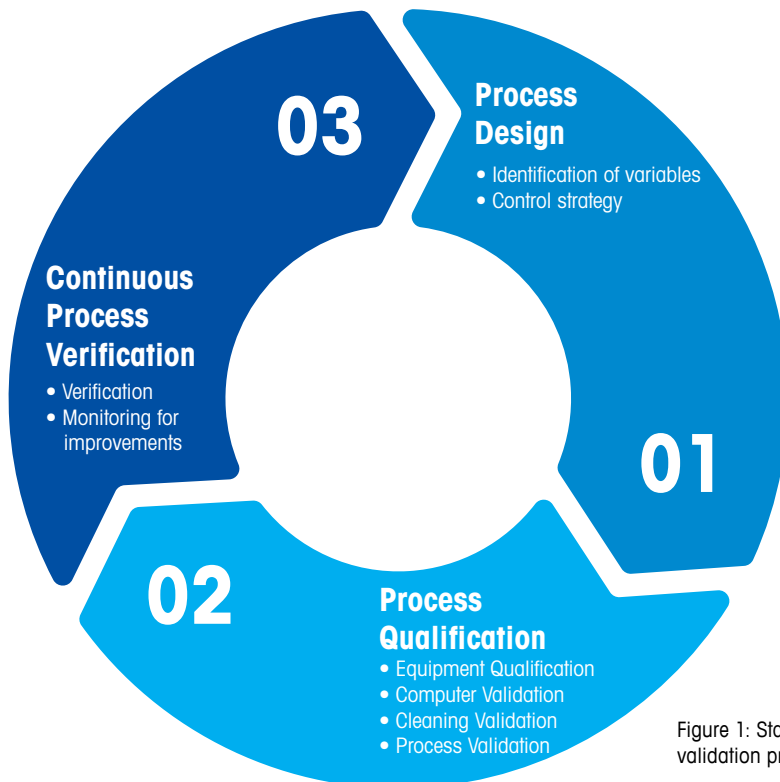 03
Process
Design
• Identification of variables
• Control strategy
01
Continuous
Process
Verification
• Verification
• Monitoring for
improvements
02
Process
Qualification
• Equipment Qualification
• Computer Validation
• Cleaning Validation
• Process Validation
Figure 1:
validation